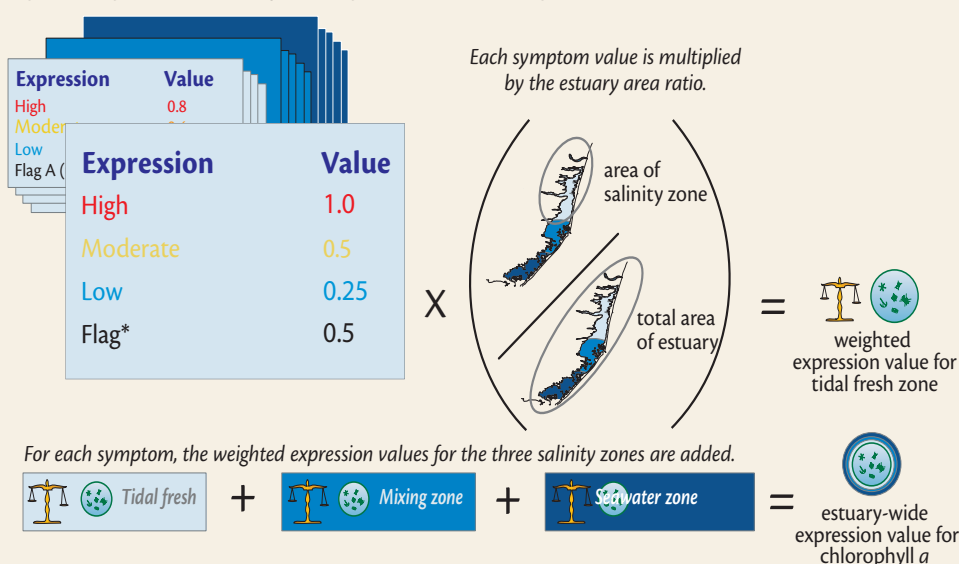 Each symptom value is multiplied
by the estuary area ratio.
Expression Value
High 0.8
Low
Flag A (
Expression Value
High 1.0
Moderate 0.5
Low 0.25
Flag* 0.5
X
area of
salinity zone
total area
of estuary
=
weighted
expression value for
tidal fresh zone
For each symptom, the weighted expression values for the three salinity zones are added.
Tidal fresh + Mixing zone + Seawater zone =
estuary-wide
expression value for
chlorophyll a